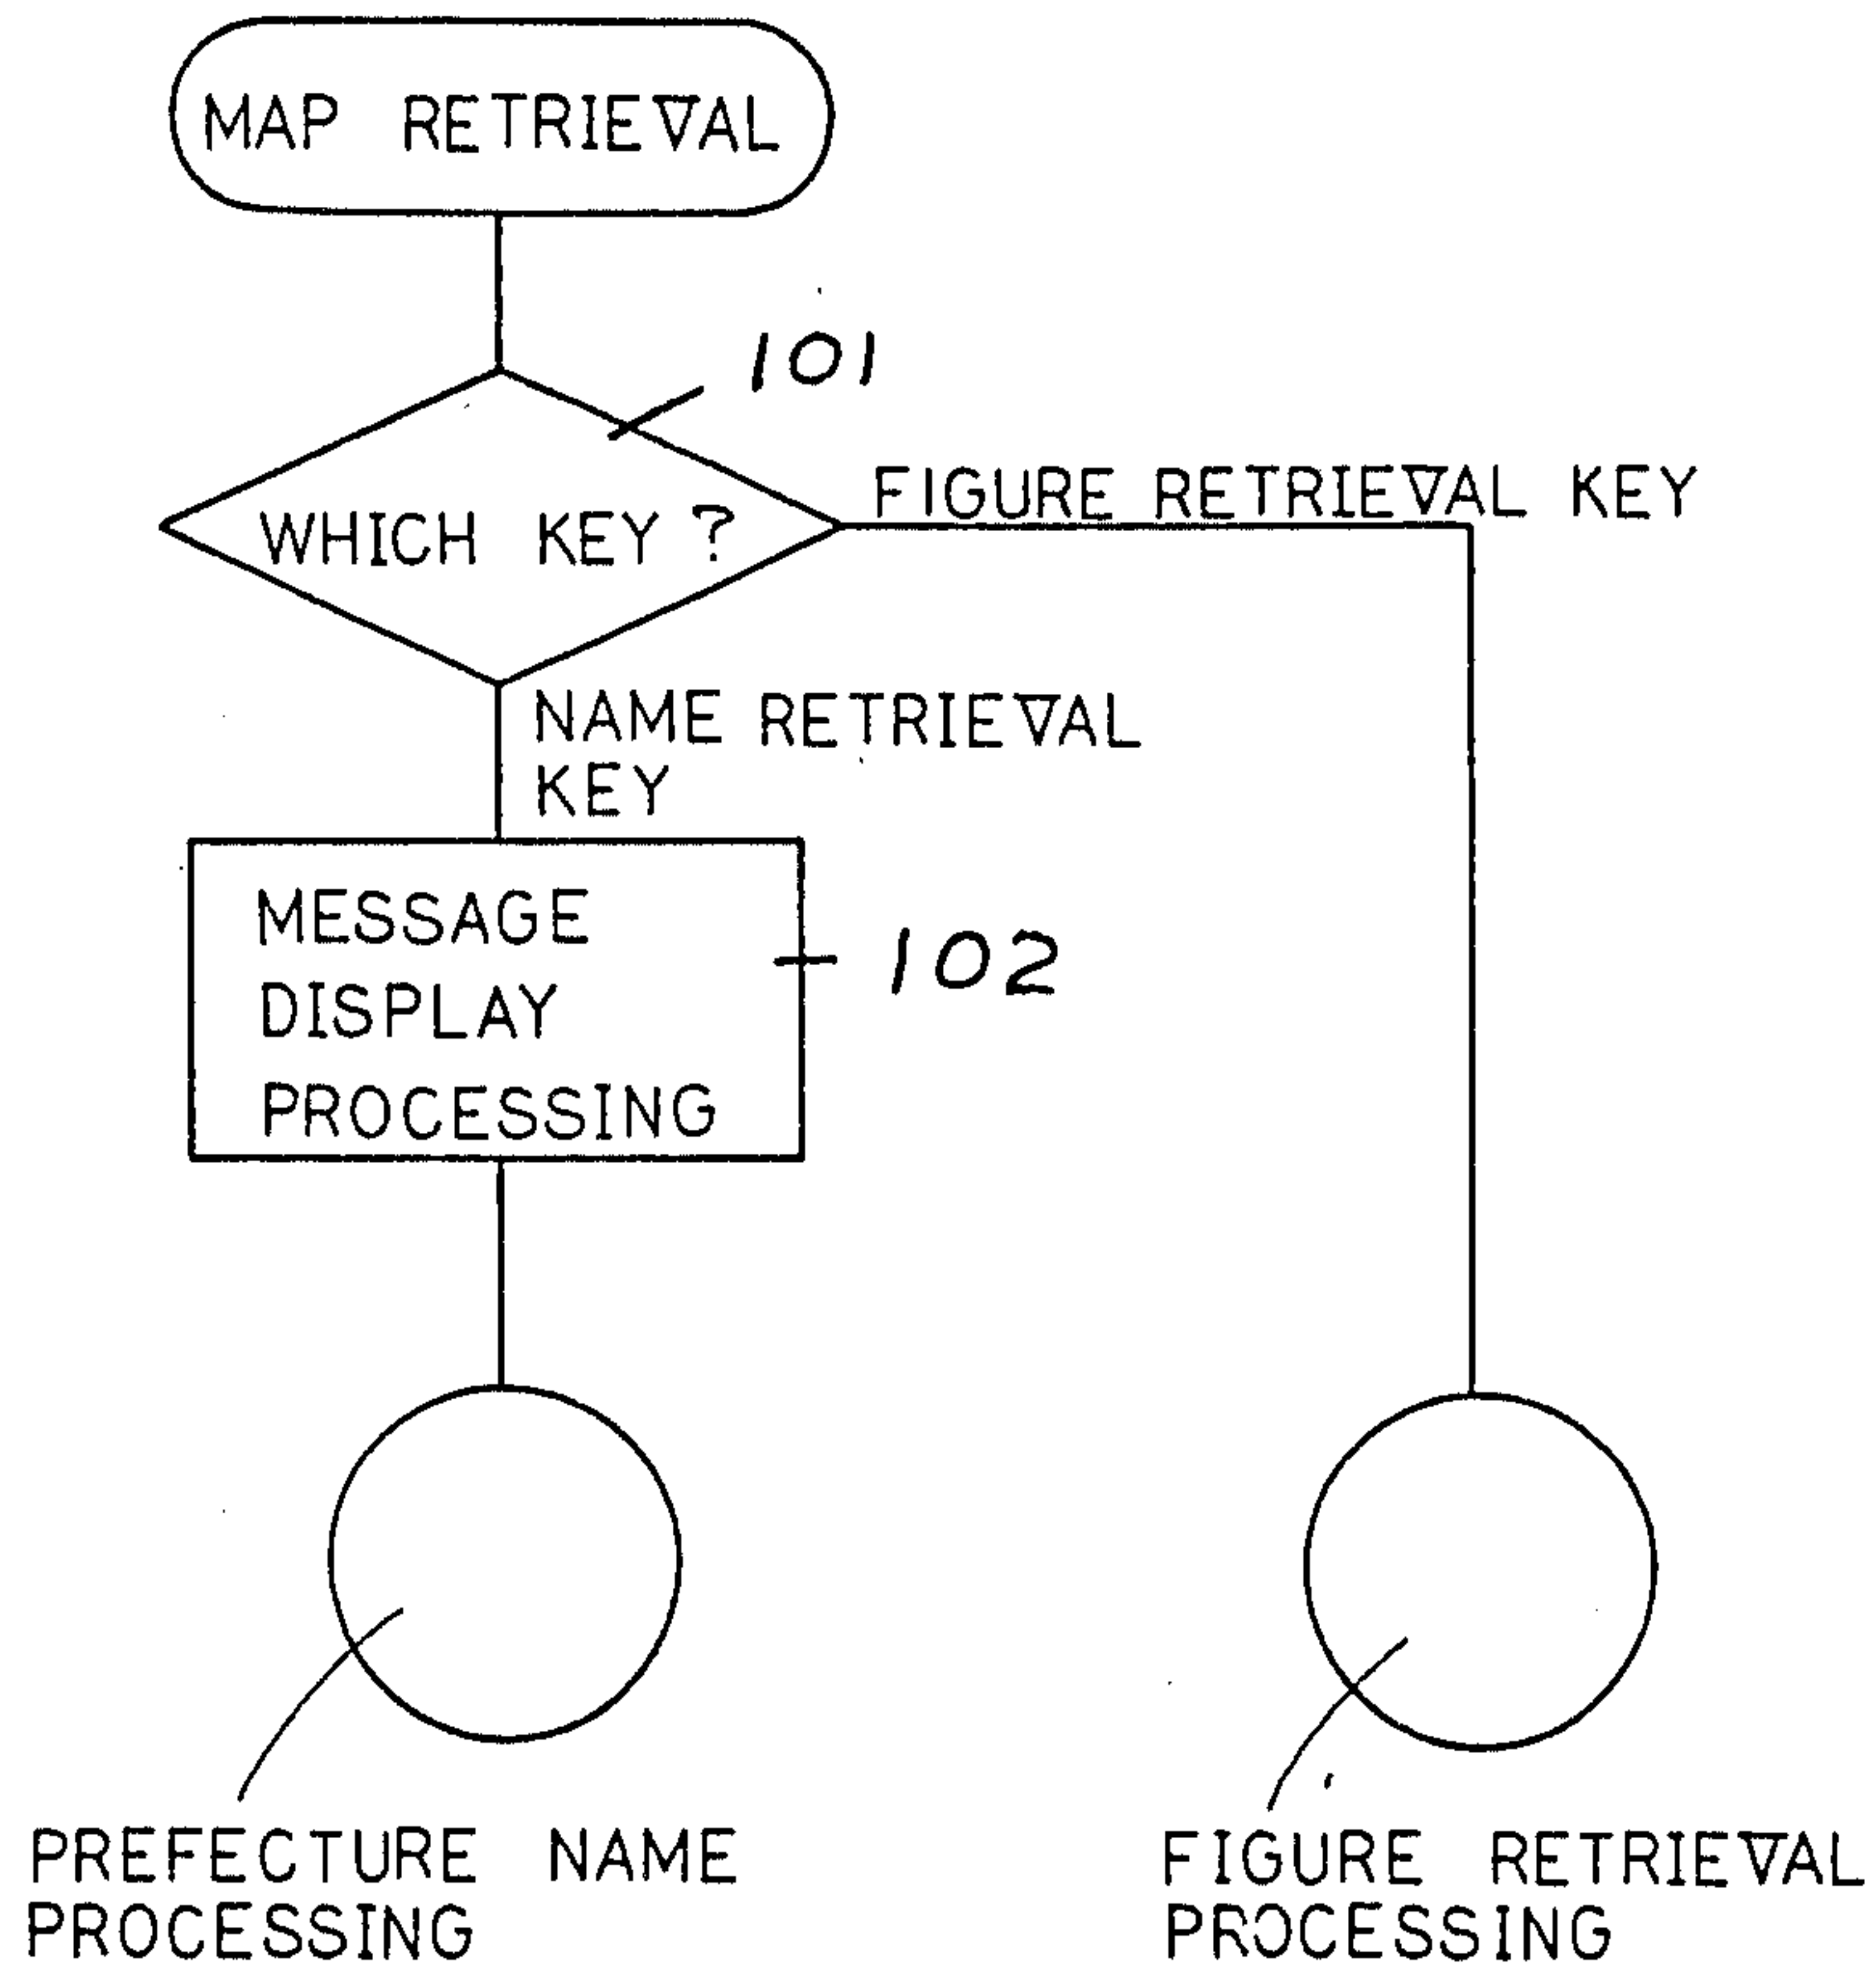 MAP RETRIEVAL
101
WHICH KEY ?
FIGURE RETRIEVAL KEY
NAME RETRIEVAL
KEY
MESSAGE
DISPLAY
PROCESSING
102
PREFECTURE NAME
PROCESSING
FIGURE RETRIEVAL
PROCESSING